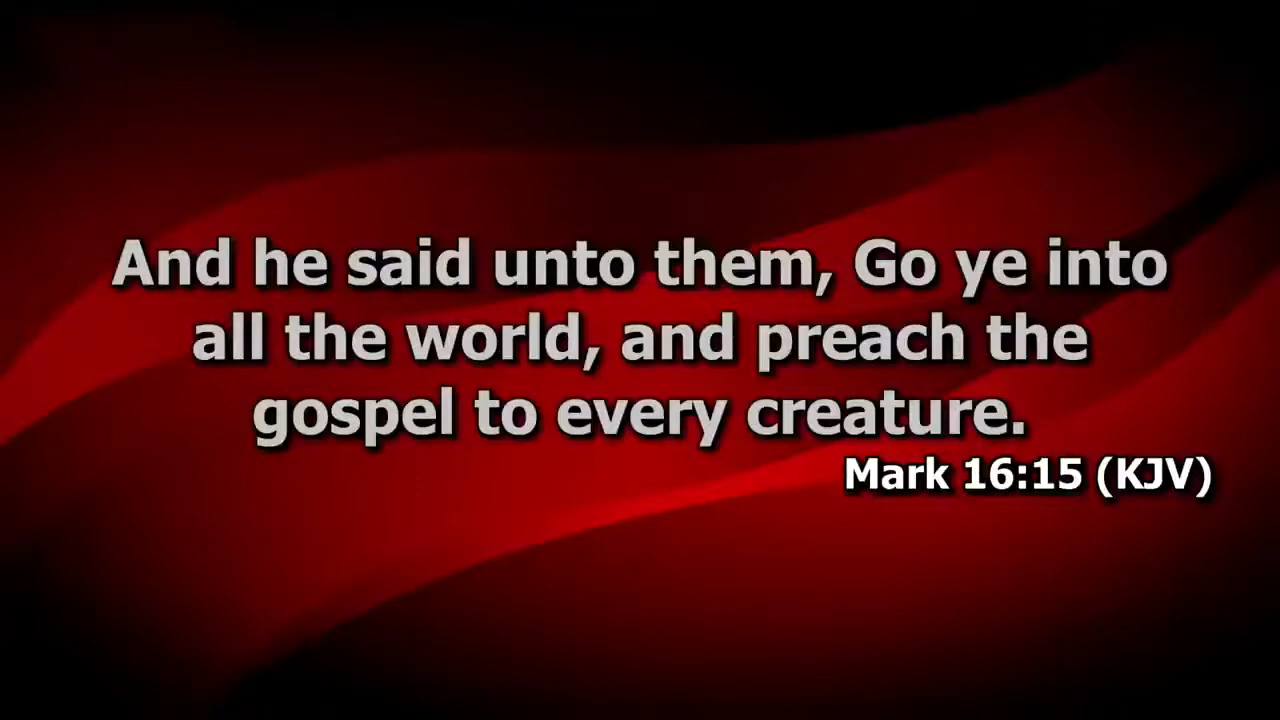 And he said unto them, Go ye into
all the world, and preach the
gospel to every creature.
Mark 16:15 (KJV)